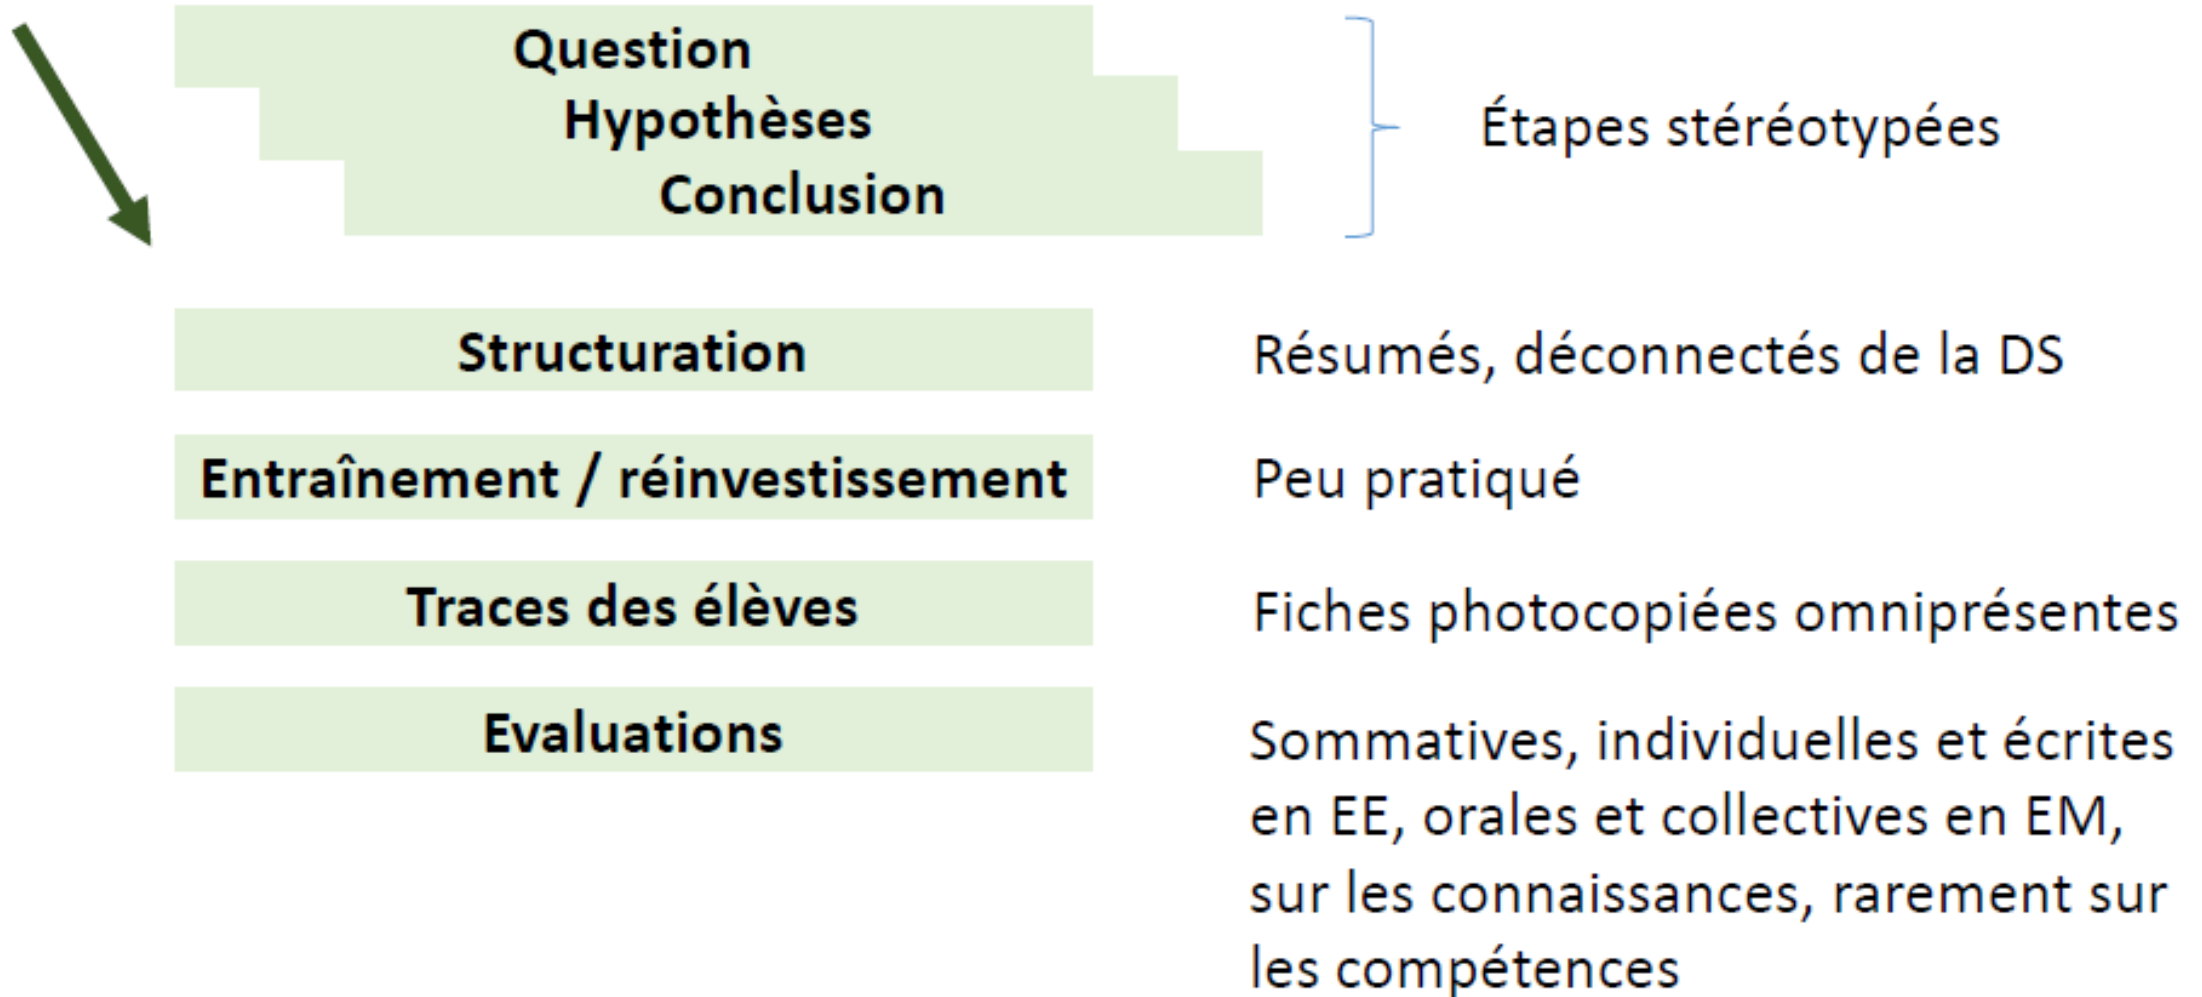 Question
Hypothèses
Conclusion
Étapes stéréotypées
Structuration
Résumés, déconnectés de la DS
Entraînement / réinvestissement
Peu pratiqué
Traces des élèves
Fiches photocopiées omniprésentes
Evaluations
Sommatives, individuelles et écrites
en EE, orales et collectives en EM,
sur les connaissances, rarement sur
les compétences